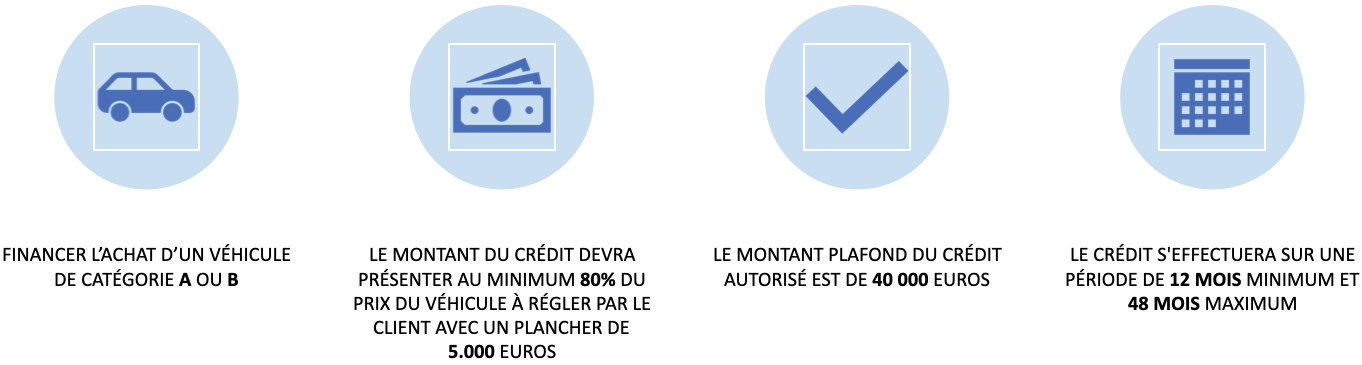 FINANCER L’ACHAT D’UN VÉHICULE
DE CATÉGORIE A OU B
LE MONTANT DU CRÉDIT DEVRA
PRÉSENTER AU MINIMUM 80% DU
PRIX DU VÉHICULE À RÉGLER PAR LE
CLIENT AVEC UN PLANCHER DE
5.000 EUROS
LE MONTANT PLAFOND DU CRÉDIT
AUTORISÉ EST DE 40 000 EUROS
LE CRÉDIT S'EFFECTUERA SUR UNE
PÉRIODE DE 12 MOIS MINIMUM ET
48 MOIS MAXIMUM